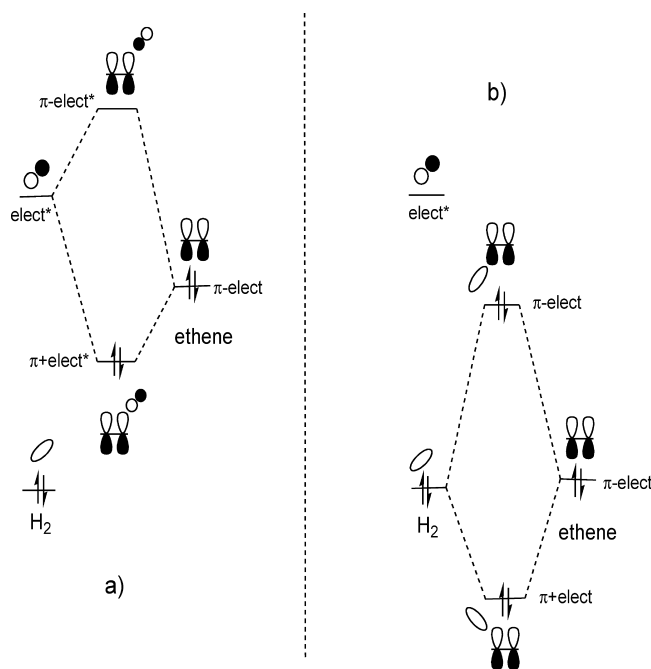 π-elect*
elect*
π-elect
ethene
π+elect*
H₂
a)
b)
elect*
π-elect
H₂
π-elect
ethene
π+elect